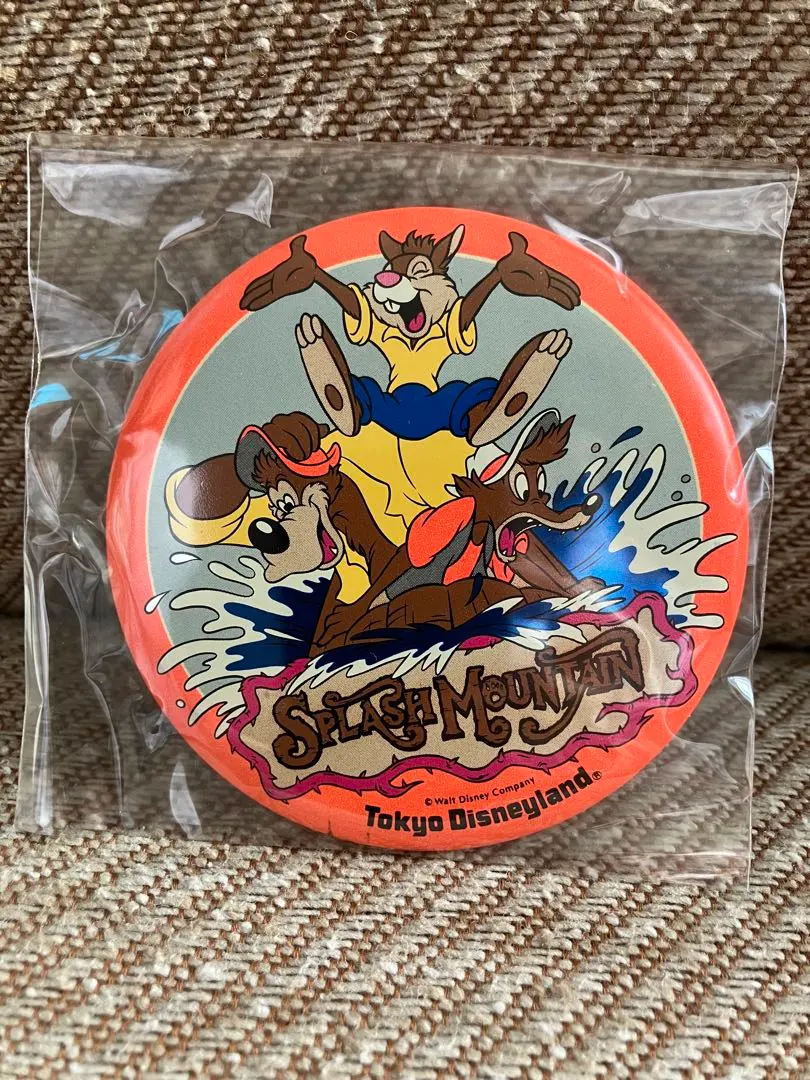 SPLASH MOUNTAIN
© Walt Disney Company
Tokyo Disneyland®